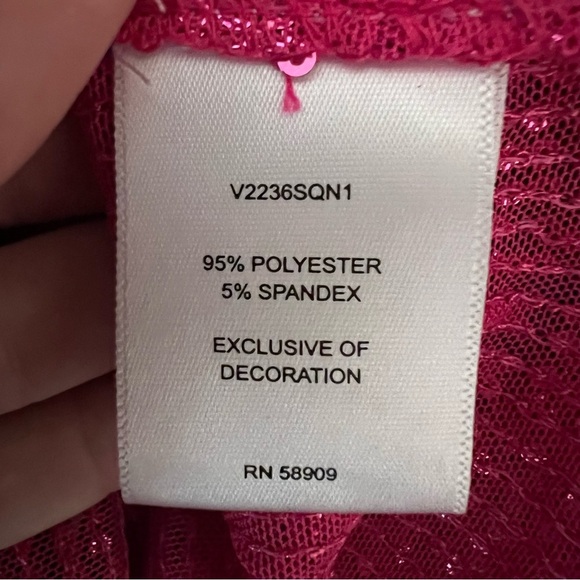 V2236SQN1
95% POLYESTER
5% SPANDEX
EXCLUSIVE OF
DECORATION
RN 58909